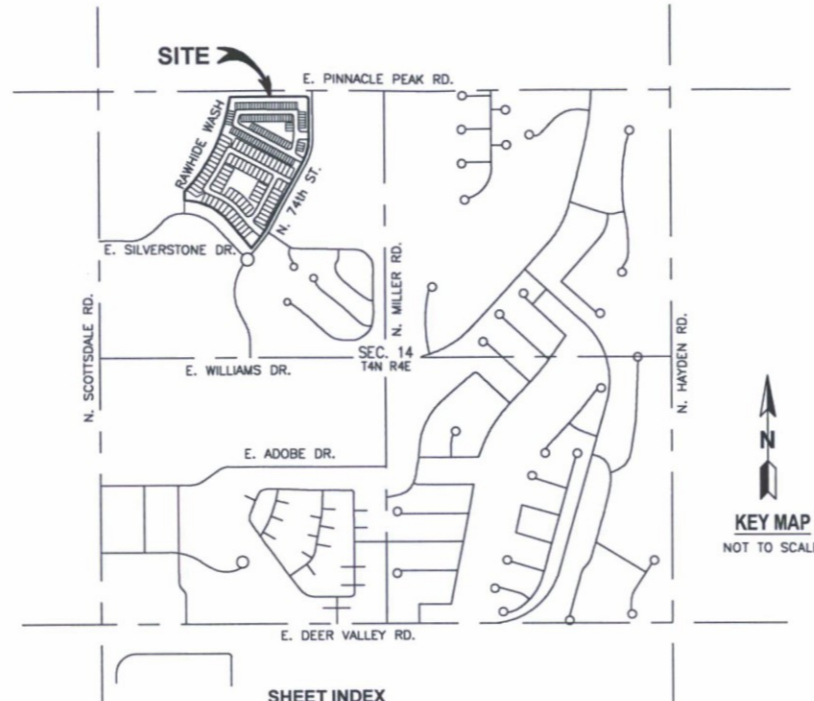 SITE
E. PINNACLE PEAK RD.
RAWHIDE WASH
N. 74th ST.
E. SILVERSTONE DR.
N. MILLER RD.
N. SCOTTSDALE RD.
N. HAYDEN RD.
SEC. 14
T4N R4E
E. WILLIAMS DR.
E. ADOBE DR.
N
KEY MAP
NOT TO SCAL
E. DEER VALLEY RD.
SHEET INDEX